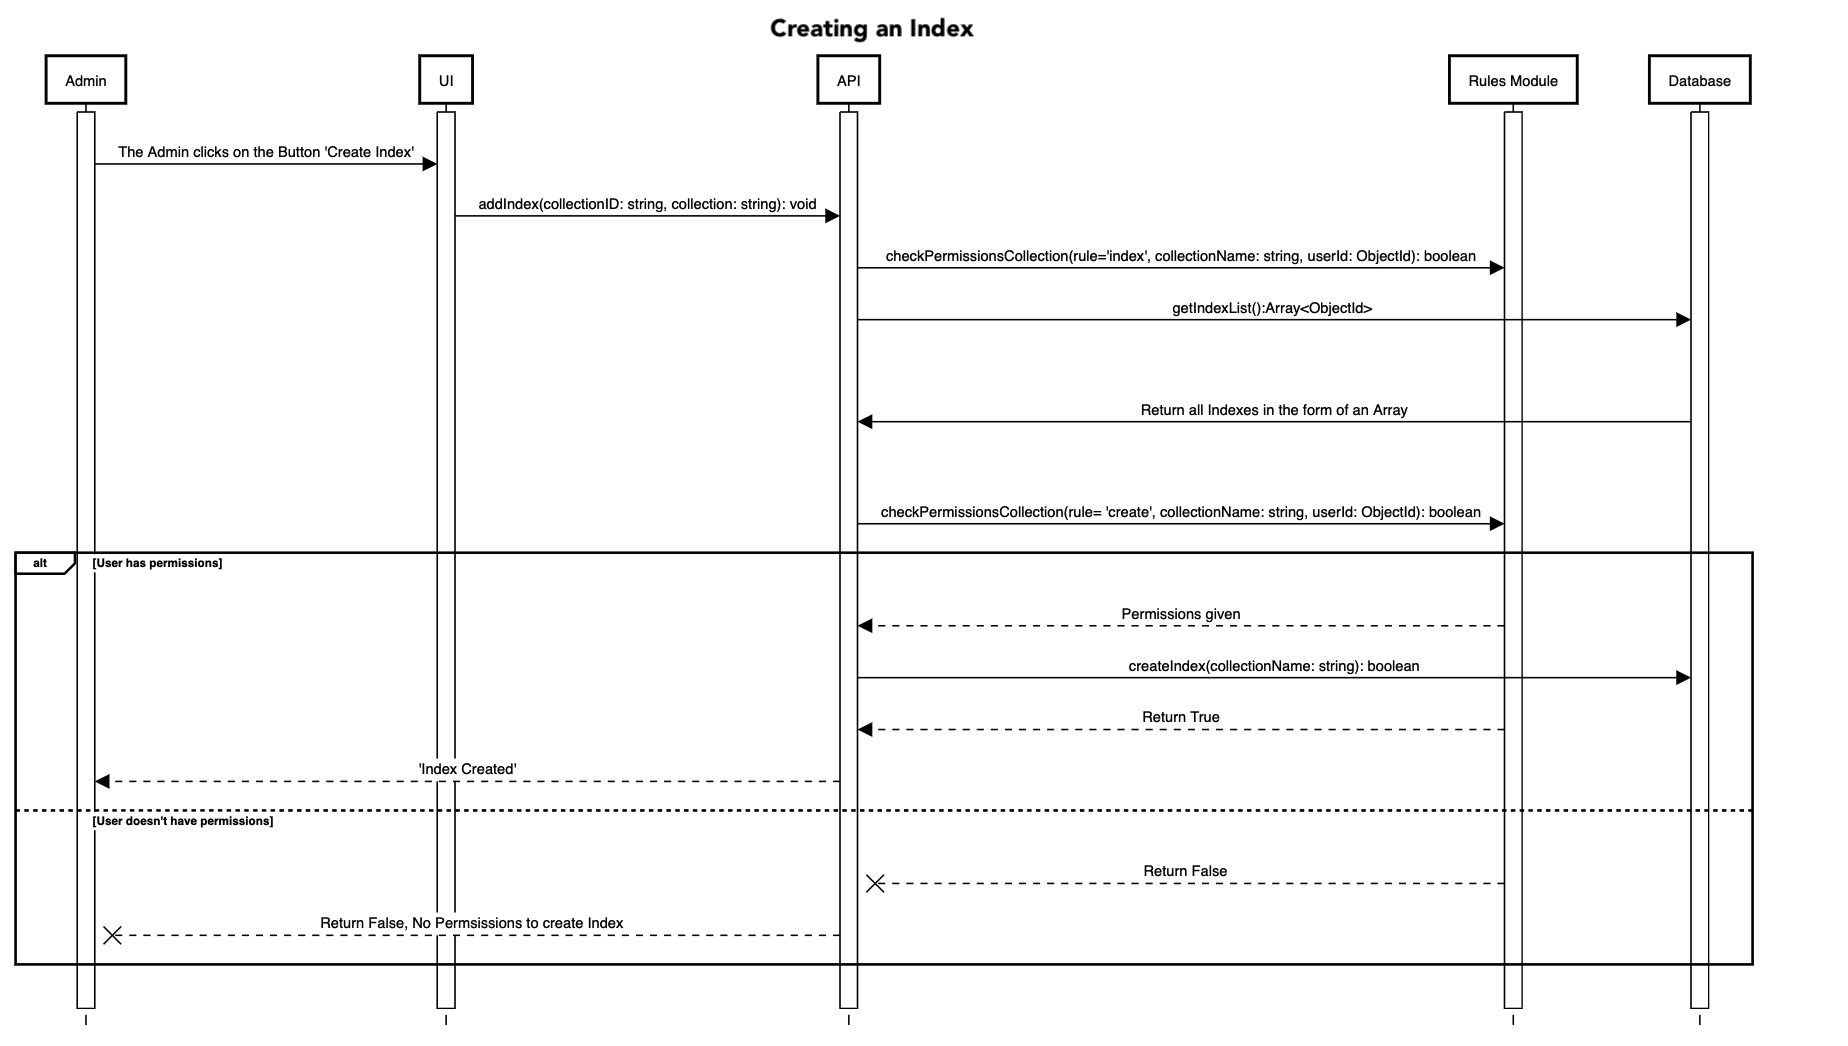 Creating an Index
Admin
UI
API
Rules Module
Database
The Admin clicks on the Button 'Create Index'
addIndex(collectionID: string, collection: string): void
checkPermissionsCollection(rule='index', collectionName: string, userId: ObjectId): boolean
getIndexList():Array<ObjectId>
Return all Indexes in the form of an Array
checkPermissionsCollection(rule= 'create', collectionName: string, userId: ObjectId): boolean
alt
[User has permissions]
Permissions given
createIndex(collectionName: string): boolean
Return True
'Index Created'
[User doesn't have permissions]
Return False
Return False, No Permsissions to create Index